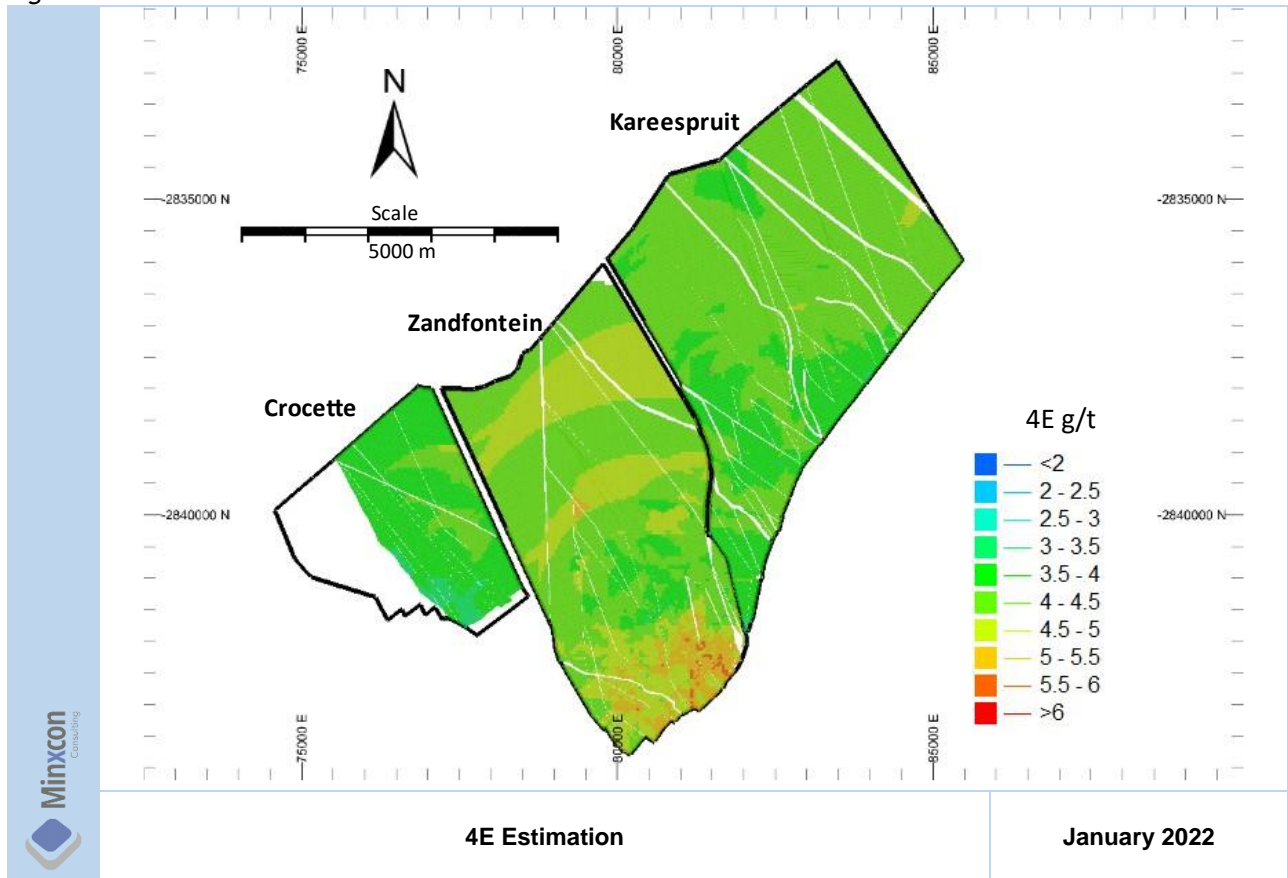 75000 E
80000 E
85000 E
N
Kareespruit
-2835000 N
-2835000 N
Scale
5000 m
Zandfontein
Crocette
4E g/t
<2
2 - 2.5
2.5 - 3
3 - 3.5
3.5 - 4
4 - 4.5
4.5 - 5
5 - 5.5
5.5 - 6
>6
-2840000 N
-2840000 N
75000 E
80000 E
85000 E
Minxcon
Consulting
4E Estimation
January 2022